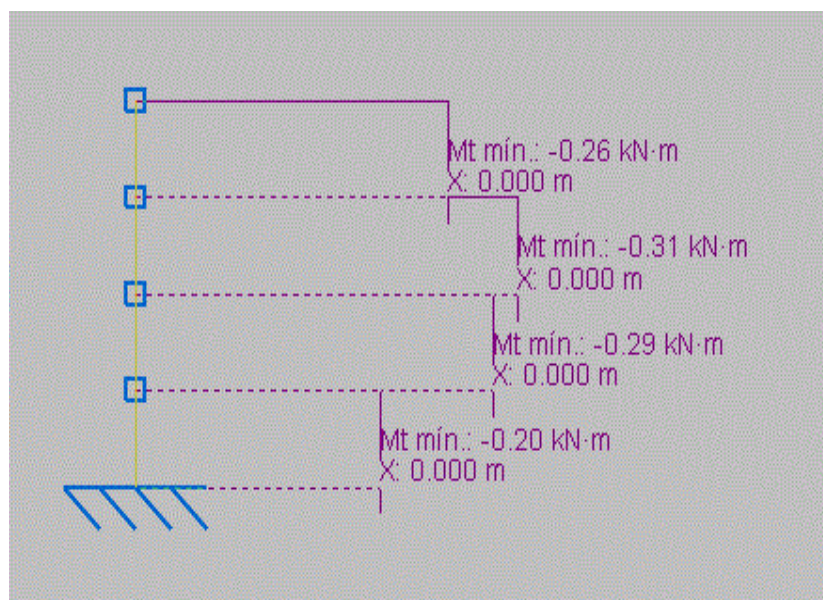 Mt mín.: -0.26 kN·m
X: 0.000 m
Mt mín.: -0.31 kN·m
X: 0.000 m
Mt mín.: -0.29 kN·m
X: 0.000 m
Mt mín.: -0.20 kN·m
X: 0.000 m